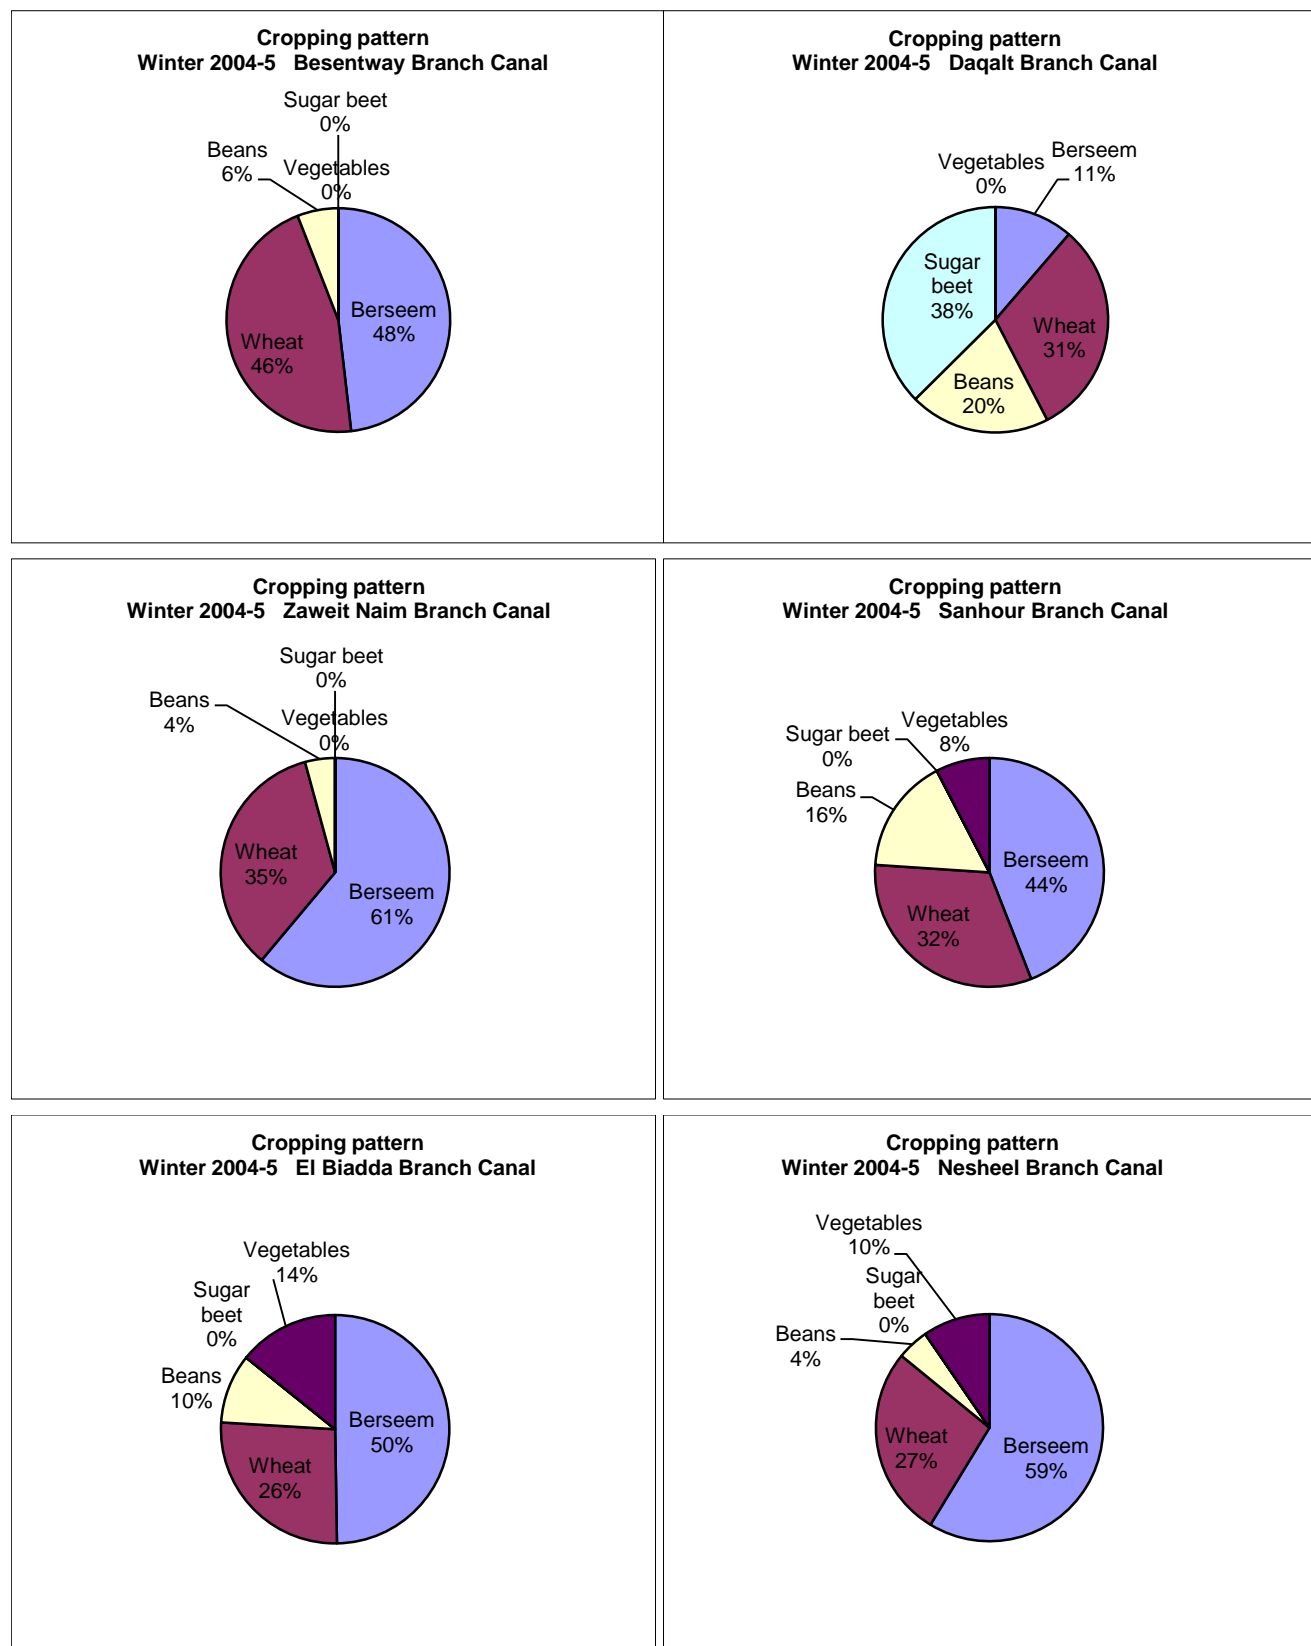 Cropping pattern
Winter 2004-5 Besentway Branch Canal
Sugar beet
0%
Beans
6%
Vegetables
0%
Berseem
48%
Wheat
46%
Cropping pattern
Winter 2004-5 Daqalt Branch Canal
Vegetables
0%
Berseem
11%
Sugar
beet
38%
Wheat
31%
Beans
20%
Cropping pattern
Winter 2004-5 Zaweit Naim Branch Canal
Sugar beet
0%
Beans
4%
Vegetables
0%
Wheat
35%
Berseem
61%
Cropping pattern
Winter 2004-5 Sanhour Branch Canal
Vegetables
8%
Sugar beet
0%
Beans
16%
Berseem
44%
Wheat
32%
Cropping pattern
Winter 2004-5 El Biadda Branch Canal
Vegetables
14%
Sugar
beet
0%
Beans
10%
Berseem
50%
Wheat
26%
Cropping pattern
Winter 2004-5 Nesheel Branch Canal
Vegetables
10%
Sugar
beet
0%
Beans
4%
Wheat
27%
Berseem
59%